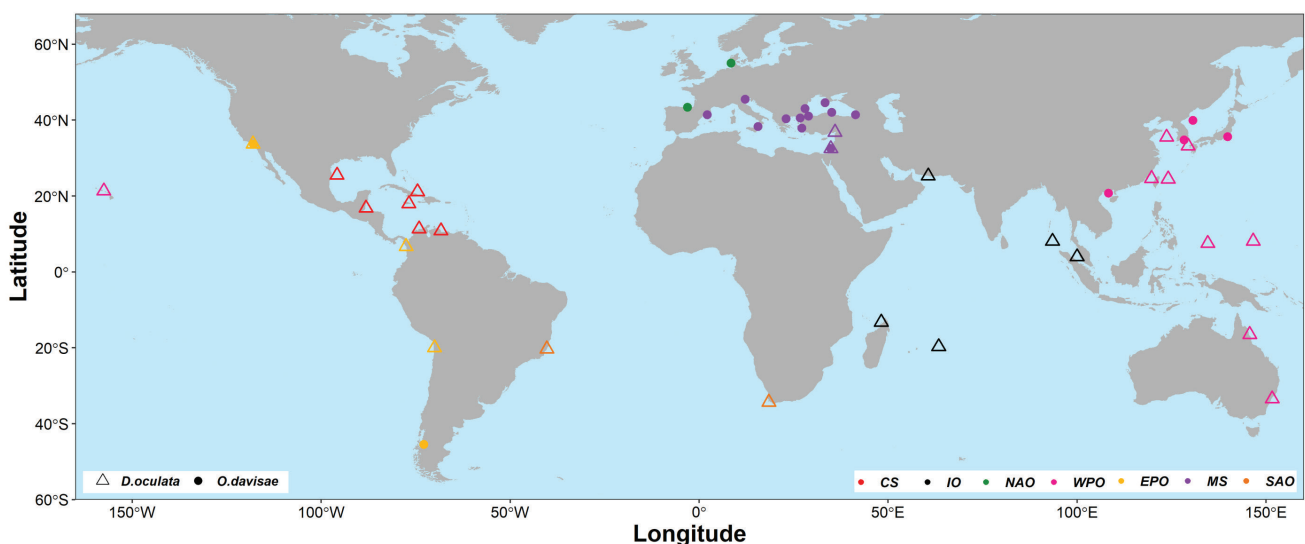 60°N
40°N
20°N
0°
20°S
40°S
60°S
Latitude
D.oculata O.davisae
CS IO NAO WPO EPO MS SAO
150°W 100°W 50°W 0° 50°E 100°E 150°E
Longitude